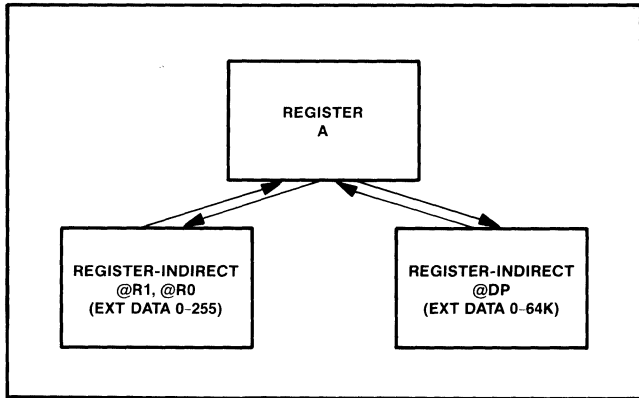 REGISTER
A
REGISTER-INDIRECT
@R1, @R0
(EXT DATA 0–255)
REGISTER-INDIRECT
@DP
(EXT DATA 0–64K)